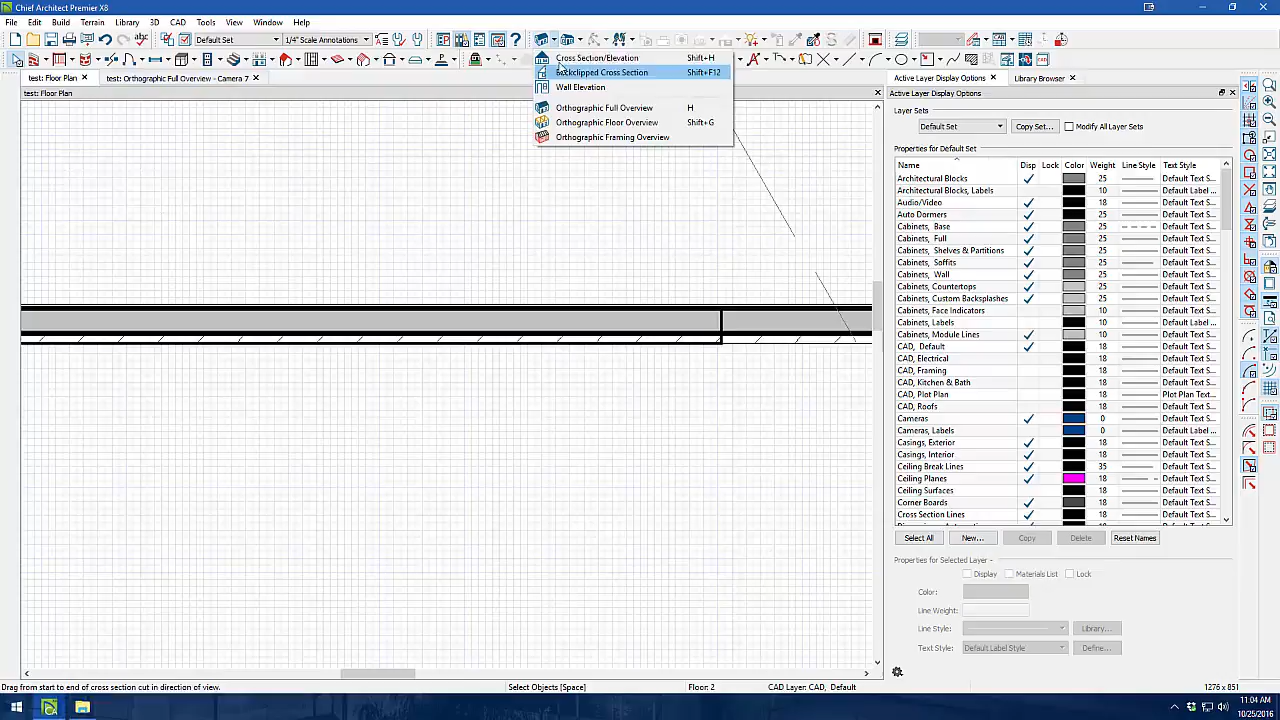 Chief Architect Premier X8
File Edit Build Terrain Library 3D CAD Tools View Window Help
Default Set 1/4" Scale Annotations
Cross Section/Elevation Shift+H
Backclipped Cross Section Shift+F12
Wall Elevation
Orthographic Full Overview H
Orthographic Floor Overview Shift+G
Orthographic Framing Overview
test: Floor Plan
test: Orthographic Full Overview - Camera 7
test: Floor Plan
Active Layer Display Options
Library Browser
Active Layer Display Options
Layer Sets
Default Set Copy Set... Modify All Layer Sets
Properties for Default Set
Name Disp Lock Color Weight Line Style Text Style
Architectural Blocks 25 Default Text S...
Architectural Blocks, Labels 10 Default Label ...
Audio/Video 18 Default Text S...
Auto Dormers 25 Default Text S...
Cabinets, Base 25 Default Text S...
Cabinets, Full 25 Default Text S...
Cabinets, Shelves & Partitions 25 Default Text S...
Cabinets, Soffits 25 Default Text S...
Cabinets, Wall 25 Default Text S...
Cabinets, Countertops 25 Default Text S...
Cabinets, Custom Backsplashes 25 Default Text S...
Cabinets, Face Indicators 10 Default Text S...
Cabinets, Labels 10 Default Label ...
Cabinets, Module Lines 10 Default Text S...
CAD, Default 18 Default Text S...
CAD, Electrical 18 Default Text S...
CAD, Framing 18 Default Text S...
CAD, Kitchen & Bath 18 Default Text S...
CAD, Plot Plan 18 Plot Plan Text...
CAD, Roofs 18 Default Text S...
Cameras 0 Default Text S...
Cameras, Labels 0 Default Label ...
Casings, Exterior 18 Default Text S...
Casings, Interior 18 Default Text S...
Ceiling Break Lines 35 Default Text S...
Ceiling Planes 18 Default Text S...
Ceiling Surfaces 18 Default Text S...
Corner Boards 25 Default Text S...
Cross Section Lines 18 Default Text S...
Select All New... Copy Delete Reset Names
Properties for Selected Layer -
Display Materials List Lock
Color:
Line Weight:
Line Style: Library...
Text Style: Default Label Style Define...
Drag from start to end of cross section cut in direction of view. Select Objects [Space] Floor: 2 CAD Layer: CAD, Default 1276 x 851
11:04 AM
10/25/2016